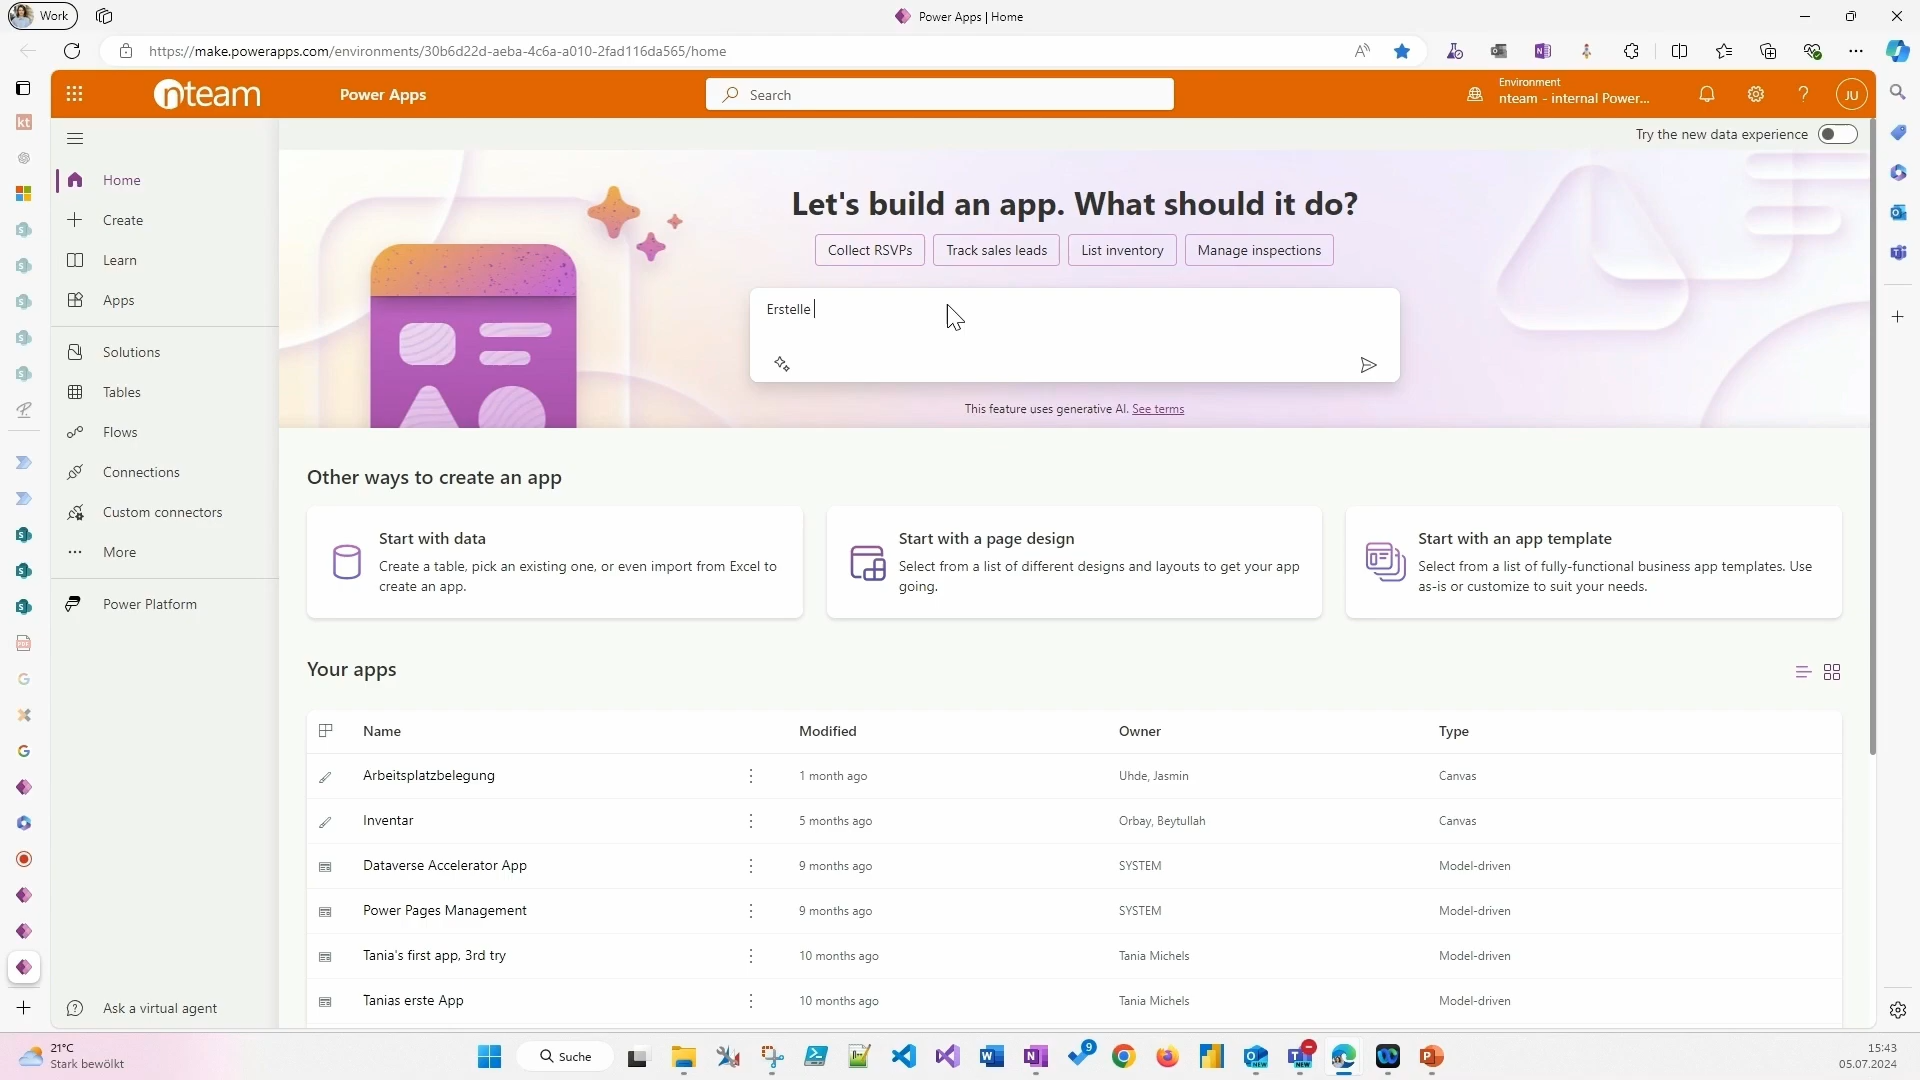 Work
Power Apps | Home
https://make.powerapps.com/environments/30b6d22d-aeba-4c6a-a010-2fad116da565/home
nteam
Power Apps
Search
Environment
nteam - internal Power...
JU
Try the new data experience
Home
Create
Learn
Apps
Solutions
Tables
Flows
Connections
Custom connectors
More
Power Platform
Ask a virtual agent
Let's build an app. What should it do?
Collect RSVPs
Track sales leads
List inventory
Manage inspections
Erstelle
This feature uses generative AI. See terms
Other ways to create an app
Start with data
Create a table, pick an existing one, or even import from Excel to
create an app.
Start with a page design
Select from a list of different designs and layouts to get your app
going.
Start with an app template
Select from a list of fully-functional business app templates. Use
as-is or customize to suit your needs.
Your apps
Name Modified Owner Type
Arbeitsplatzbelegung 1 month ago Uhde, Jasmin Canvas
Inventar 5 months ago Orbay, Beytullah Canvas
Dataverse Accelerator App 9 months ago SYSTEM Model-driven
Power Pages Management 9 months ago SYSTEM Model-driven
Tania's first app, 3rd try 10 months ago Tania Michels Model-driven
Tanias erste App 10 months ago Tania Michels Model-driven
21°C
Stark bewölkt
Suche
9
15:43
05.07.2024